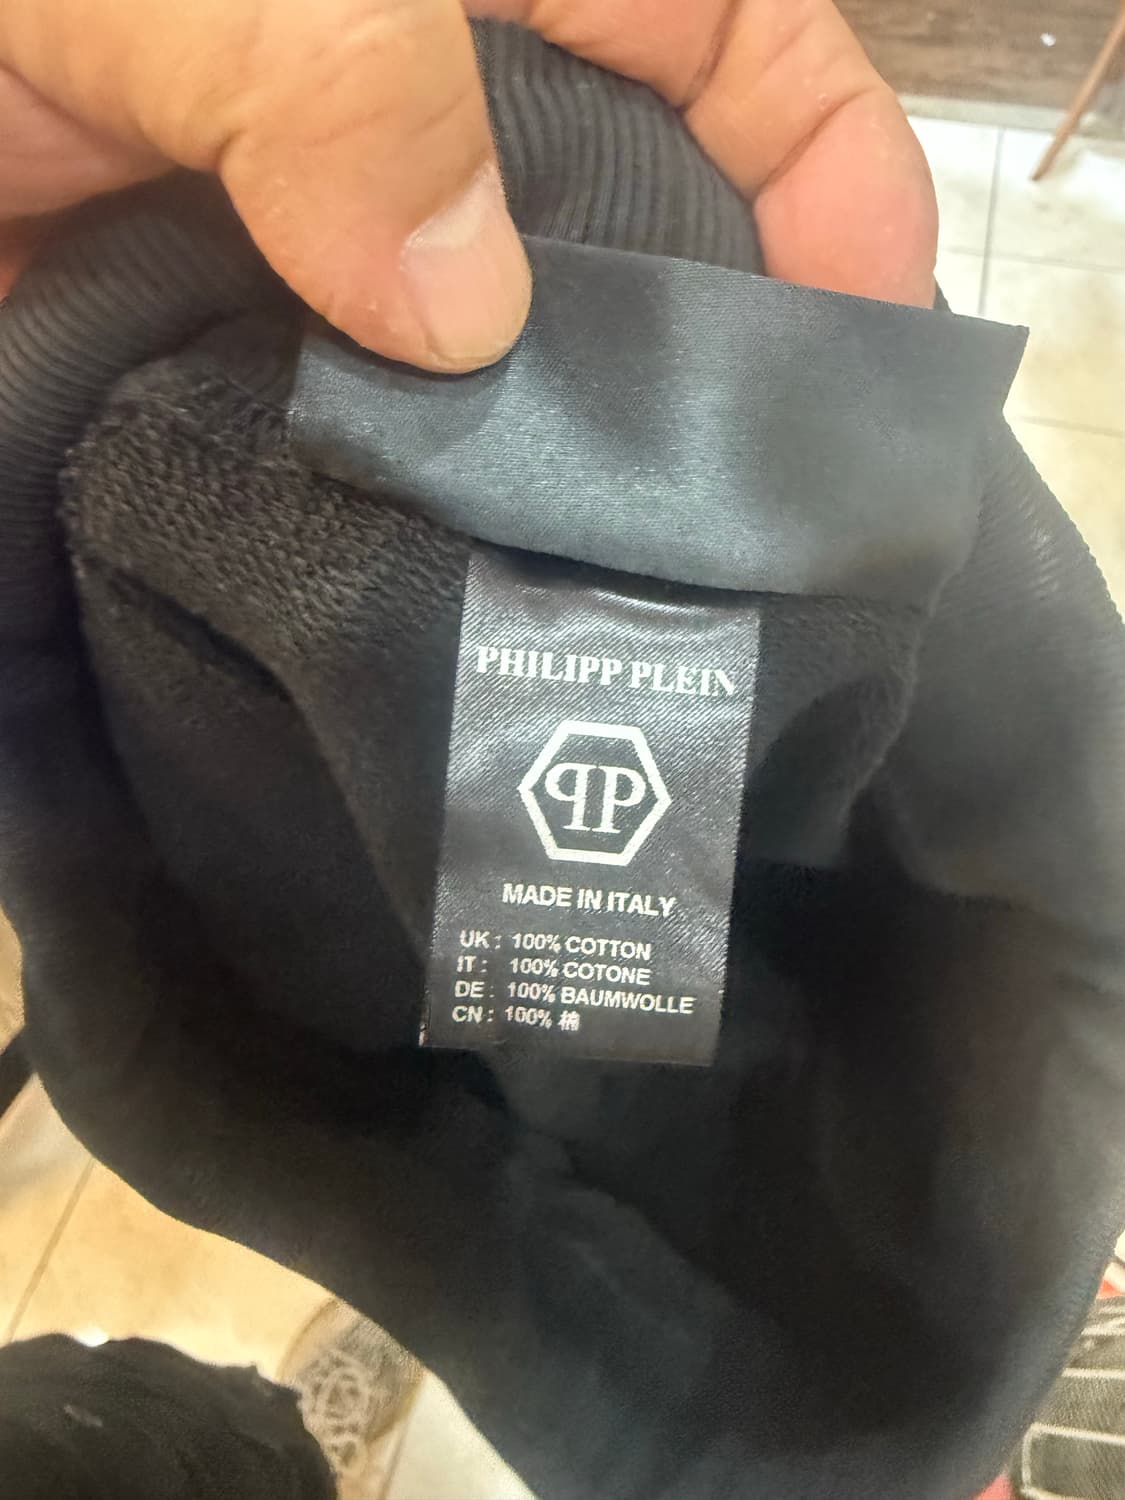 PHILIPP PLEIN
PP
MADE IN ITALY
UK : 100% COTTON
IT : 100% COTONE
DE : 100% BAUMWOLLE
CN : 100% 棉